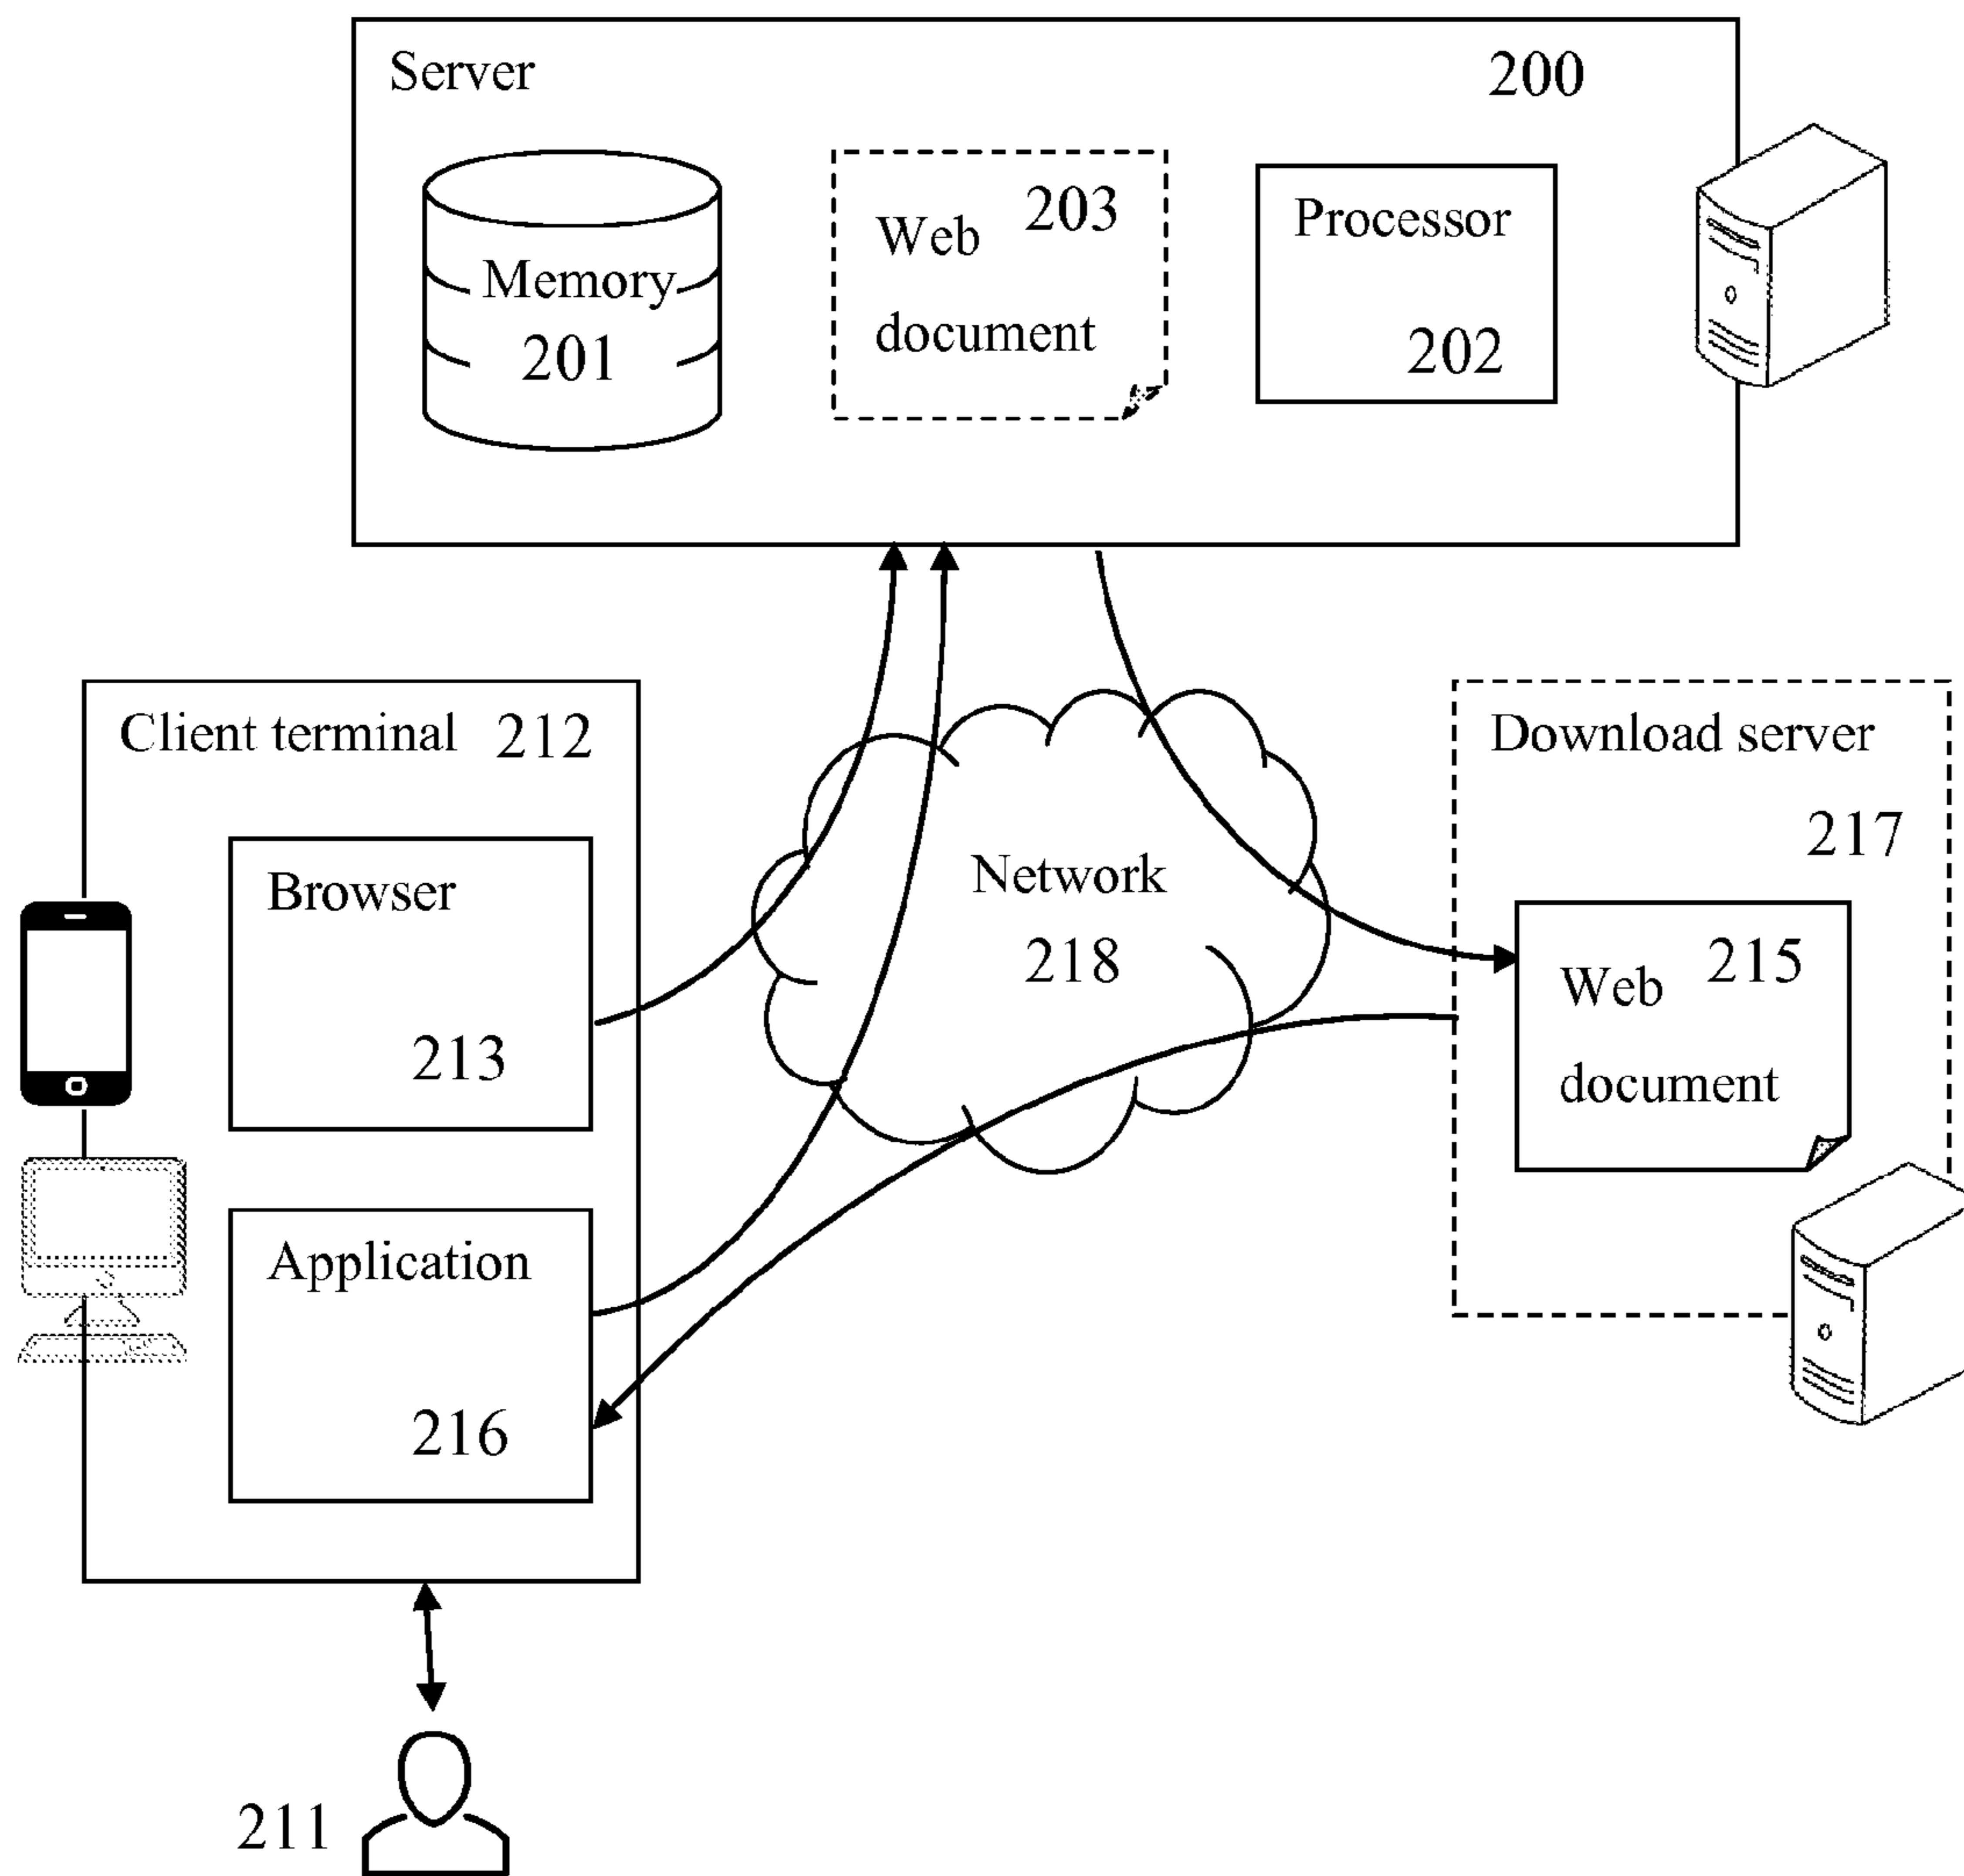 Server 200
Memory
201
Web 203
document
Processor
202
Client terminal 212
Browser
213
Application
216
Network
218
Download server
217
Web 215
document
211